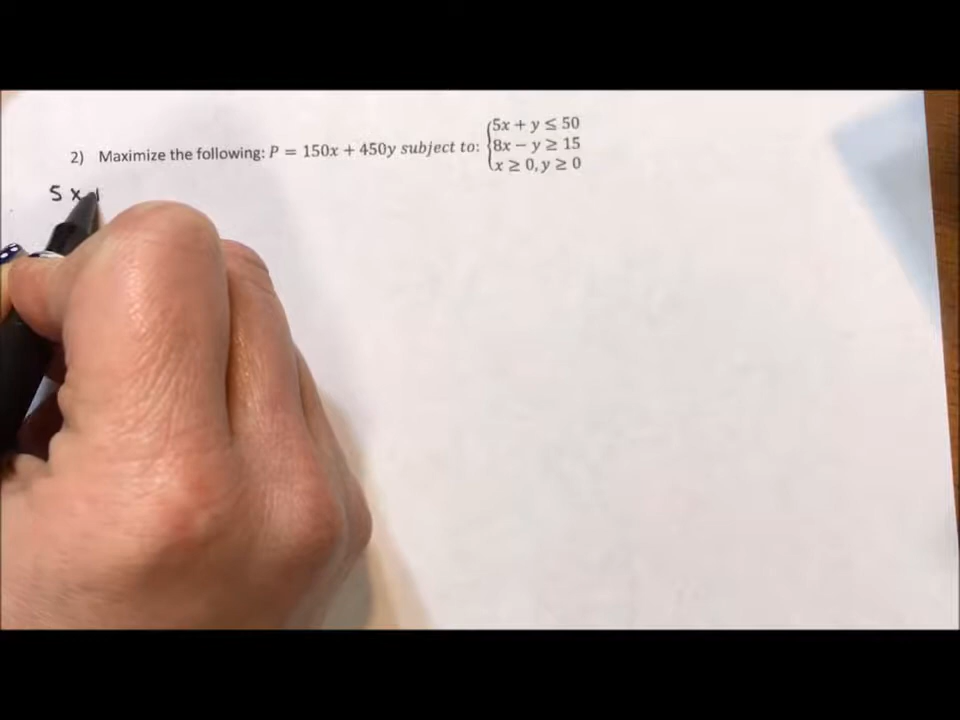 2) Maximize the following: P = 150x + 450y subject to: {5x + y ≤ 50
8x − y ≥ 15
x ≥ 0, y ≥ 0
5x